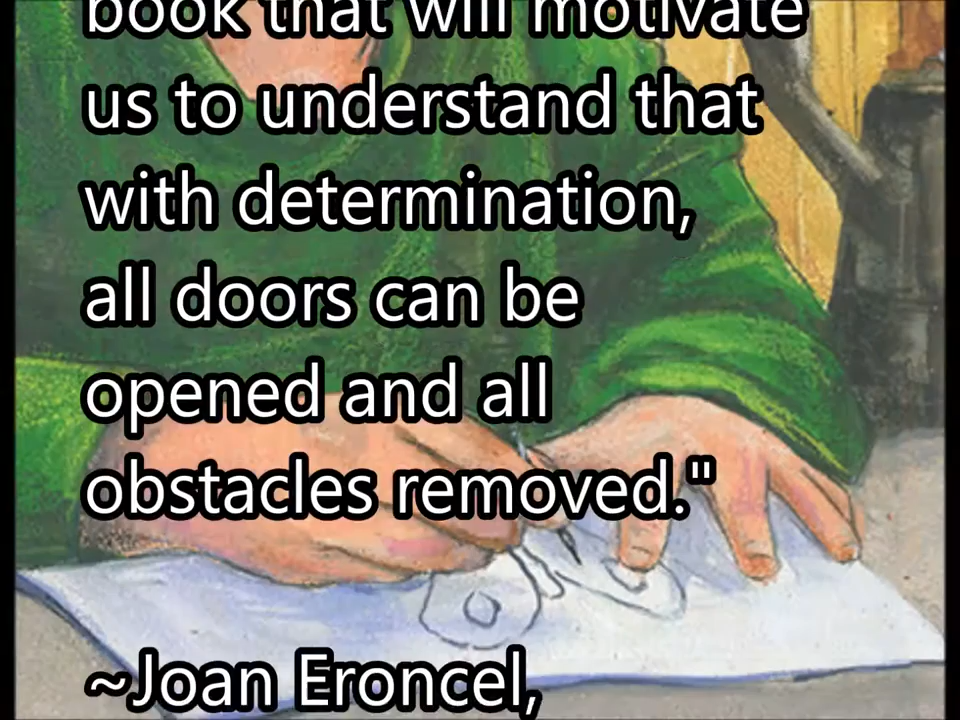 book that will motivate
us to understand that
with determination,
all doors can be
opened and all
obstacles removed."
~Joan Eroncel,